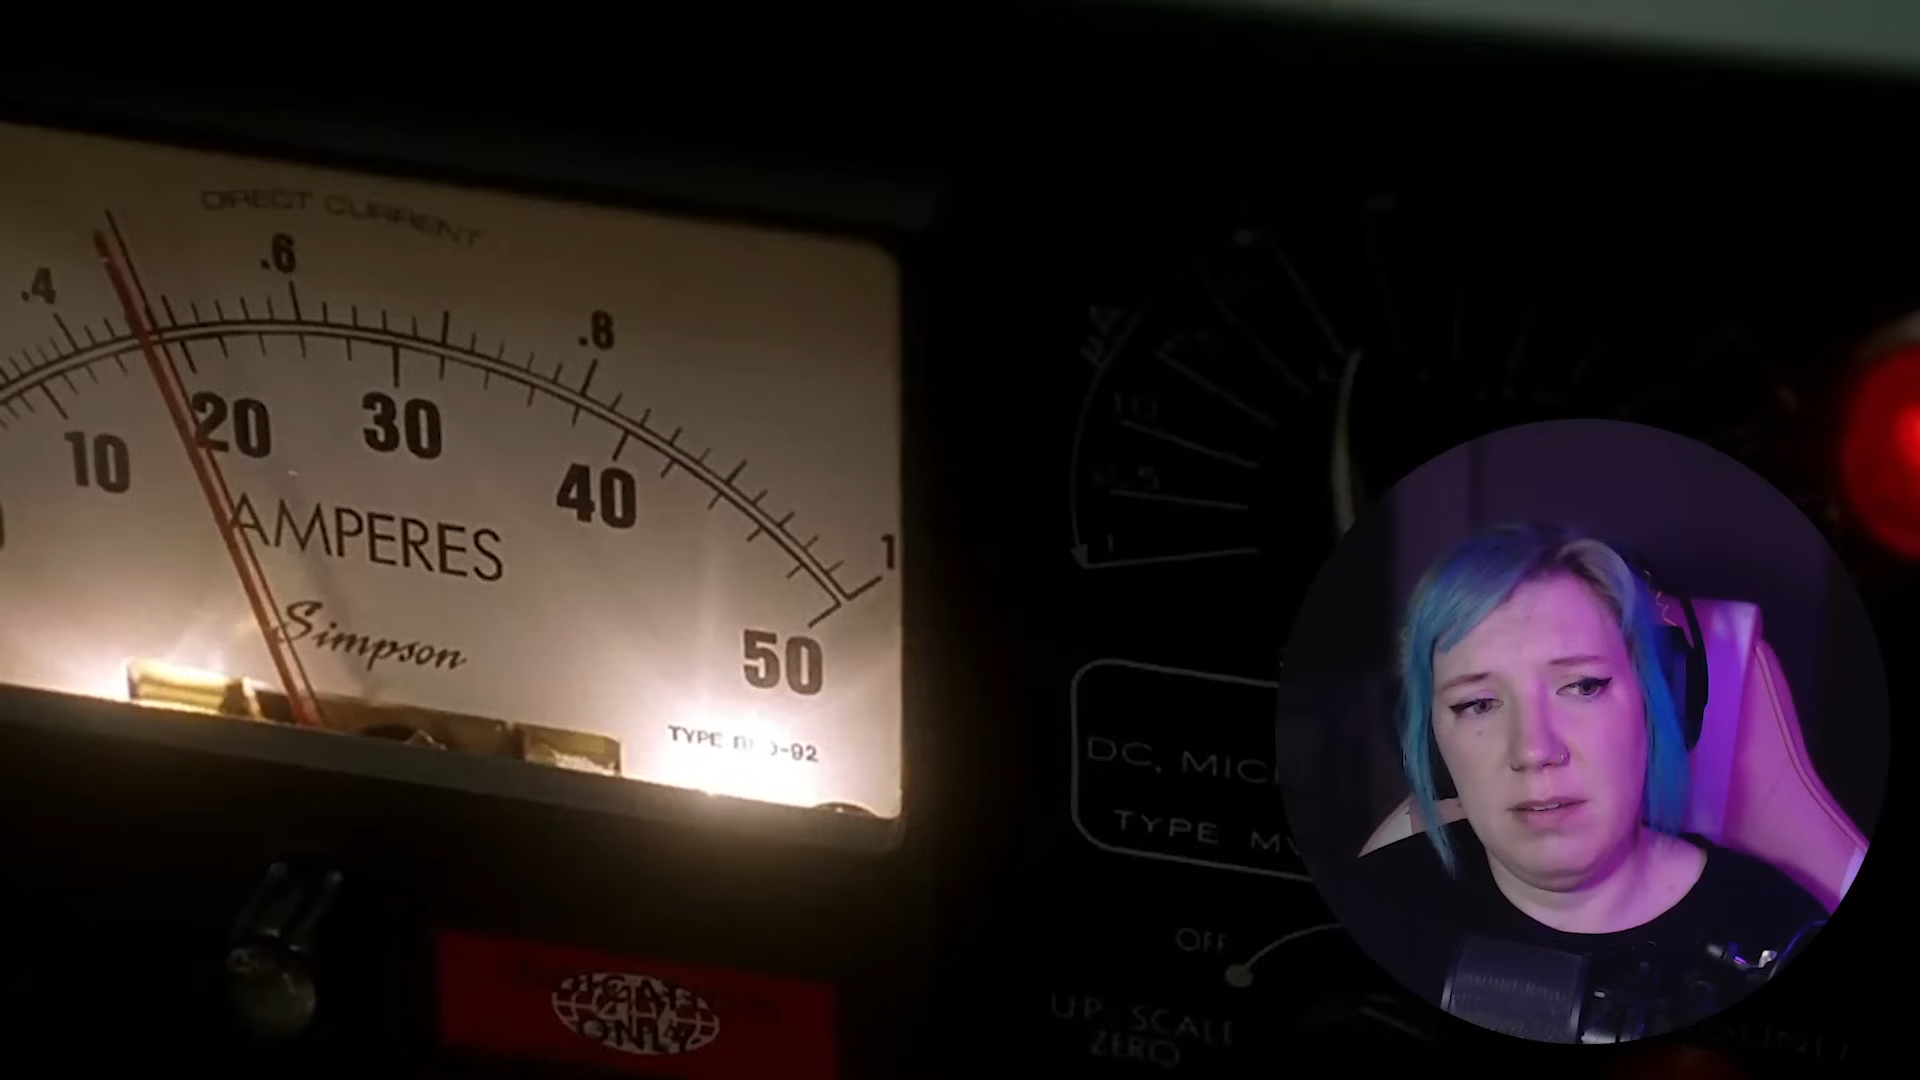 DIRECT CURRENT
.4
.6
.8
1
10
20
30
40
50
AMPERES
Simpson
TYPE
ONLY
DC. MIC
TYPE
OFF
UP-SCALE
ZERO